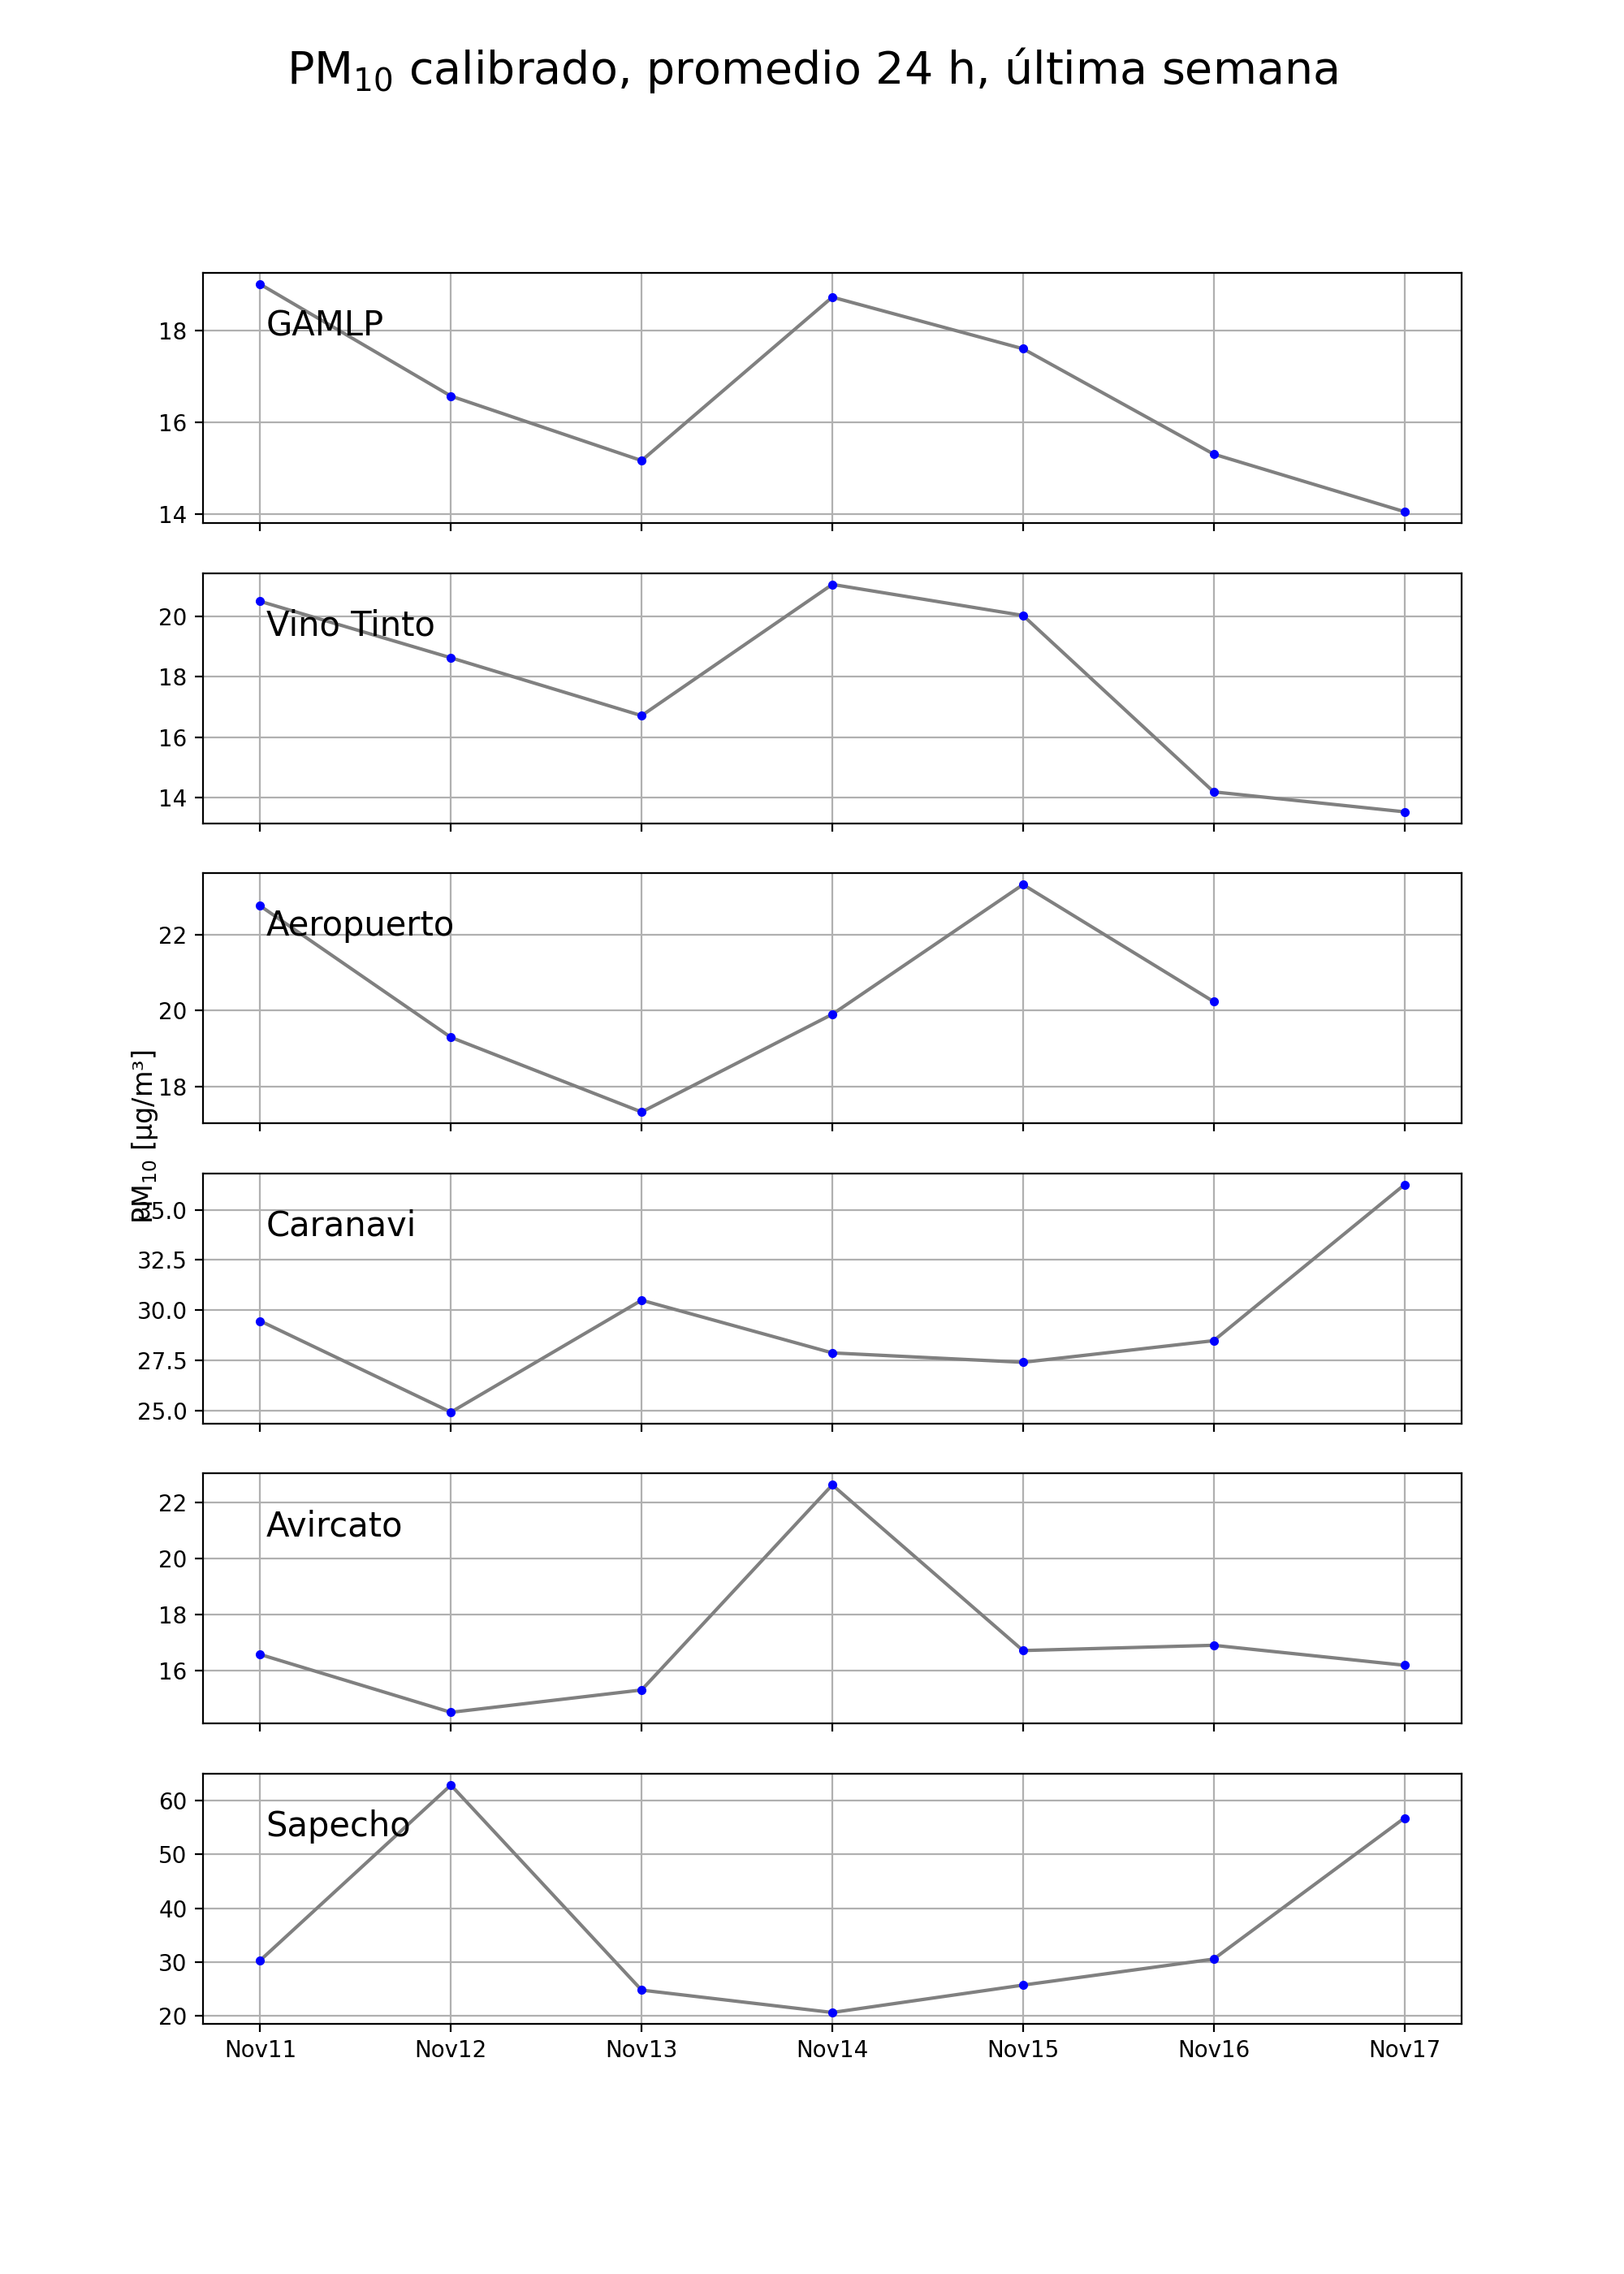 PM₁₀ calibrado, promedio 24 h, última semana
GAMLP
18
16
14
Vino Tinto
20
18
16
14
Aeropuerto
22
20
18
PM₁₀ [µg/m³]
Caranavi
35.0
32.5
30.0
27.5
25.0
Avircato
22
20
18
16
Sapecho
60
50
40
30
20
Nov11 Nov12 Nov13 Nov14 Nov15 Nov16 Nov17